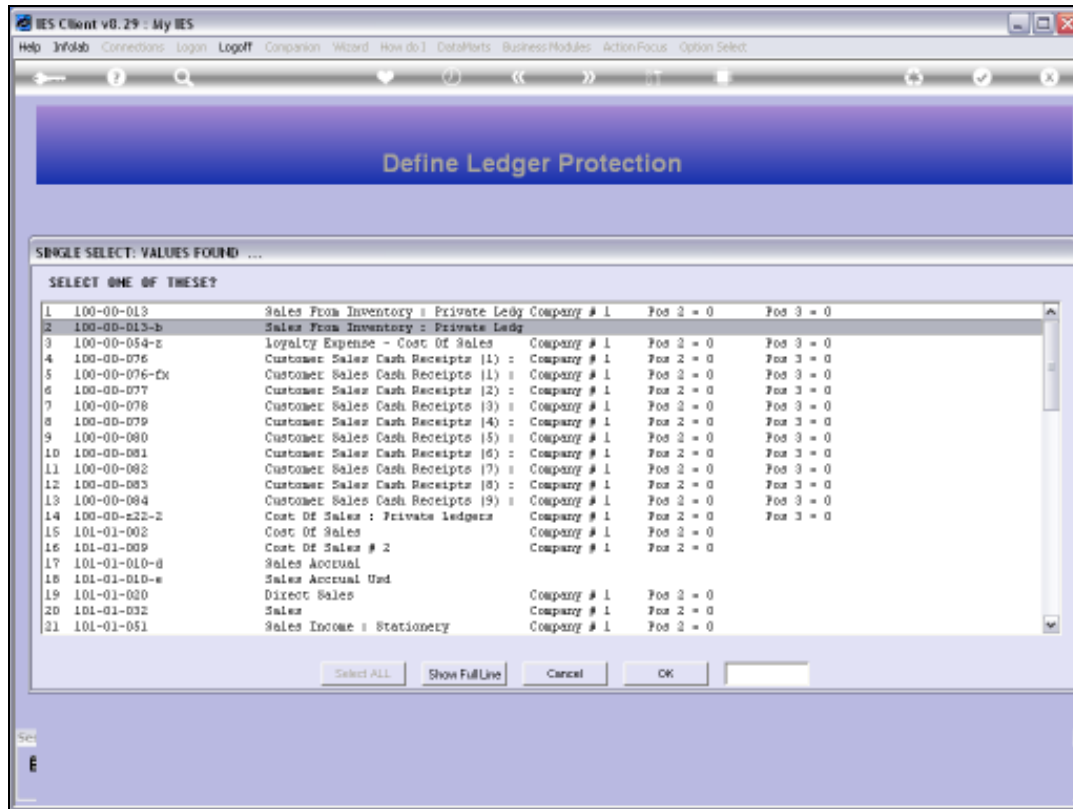 IES Client v8.29 : My IES
Help Infolab Connections Logon Logoff Companion Wizard How do I DataMarts Business Modules Action Focus Option Select
Define Ledger Protection
SINGLE SELECT: VALUES FOUND ...
SELECT ONE OF THESE?
1 100-00-013 Sales From Inventory : Private Ledg Company # 1 Pos 2 = 0 Pos 3 = 0
2 100-00-013-b Sales From Inventory : Private Ledg
3 100-00-054-z Loyalty Expense - Cost Of Sales Company # 1 Pos 2 = 0 Pos 3 = 0
4 100-00-076 Customer Sales Cash Receipts (1) : Company # 1 Pos 2 = 0 Pos 3 = 0
5 100-00-076-fx Customer Sales Cash Receipts (1) : Company # 1 Pos 2 = 0 Pos 3 = 0
6 100-00-077 Customer Sales Cash Receipts (2) : Company # 1 Pos 2 = 0 Pos 3 = 0
7 100-00-078 Customer Sales Cash Receipts (3) : Company # 1 Pos 2 = 0 Pos 3 = 0
8 100-00-079 Customer Sales Cash Receipts (4) : Company # 1 Pos 2 = 0 Pos 3 = 0
9 100-00-080 Customer Sales Cash Receipts (5) : Company # 1 Pos 2 = 0 Pos 3 = 0
10 100-00-081 Customer Sales Cash Receipts (6) : Company # 1 Pos 2 = 0 Pos 3 = 0
11 100-00-082 Customer Sales Cash Receipts (7) : Company # 1 Pos 2 = 0 Pos 3 = 0
12 100-00-083 Customer Sales Cash Receipts (8) : Company # 1 Pos 2 = 0 Pos 3 = 0
13 100-00-084 Customer Sales Cash Receipts (9) : Company # 1 Pos 2 = 0 Pos 3 = 0
14 100-00-z22-2 Cost Of Sales : Private Ledgers Company # 1 Pos 2 = 0 Pos 3 = 0
15 101-01-002 Cost Of Sales Company # 1 Pos 2 = 0
16 101-01-009 Cost Of Sales # 2 Company # 1 Pos 2 = 0
17 101-01-010-d Sales Accrual
18 101-01-010-e Sales Accrual Usd
19 101-01-020 Direct Sales Company # 1 Pos 2 = 0
20 101-01-032 Sales Company # 1 Pos 2 = 0
21 101-01-051 Sales Income : Stationery Company # 1 Pos 2 = 0
Select ALL Show Full Line Cancel OK